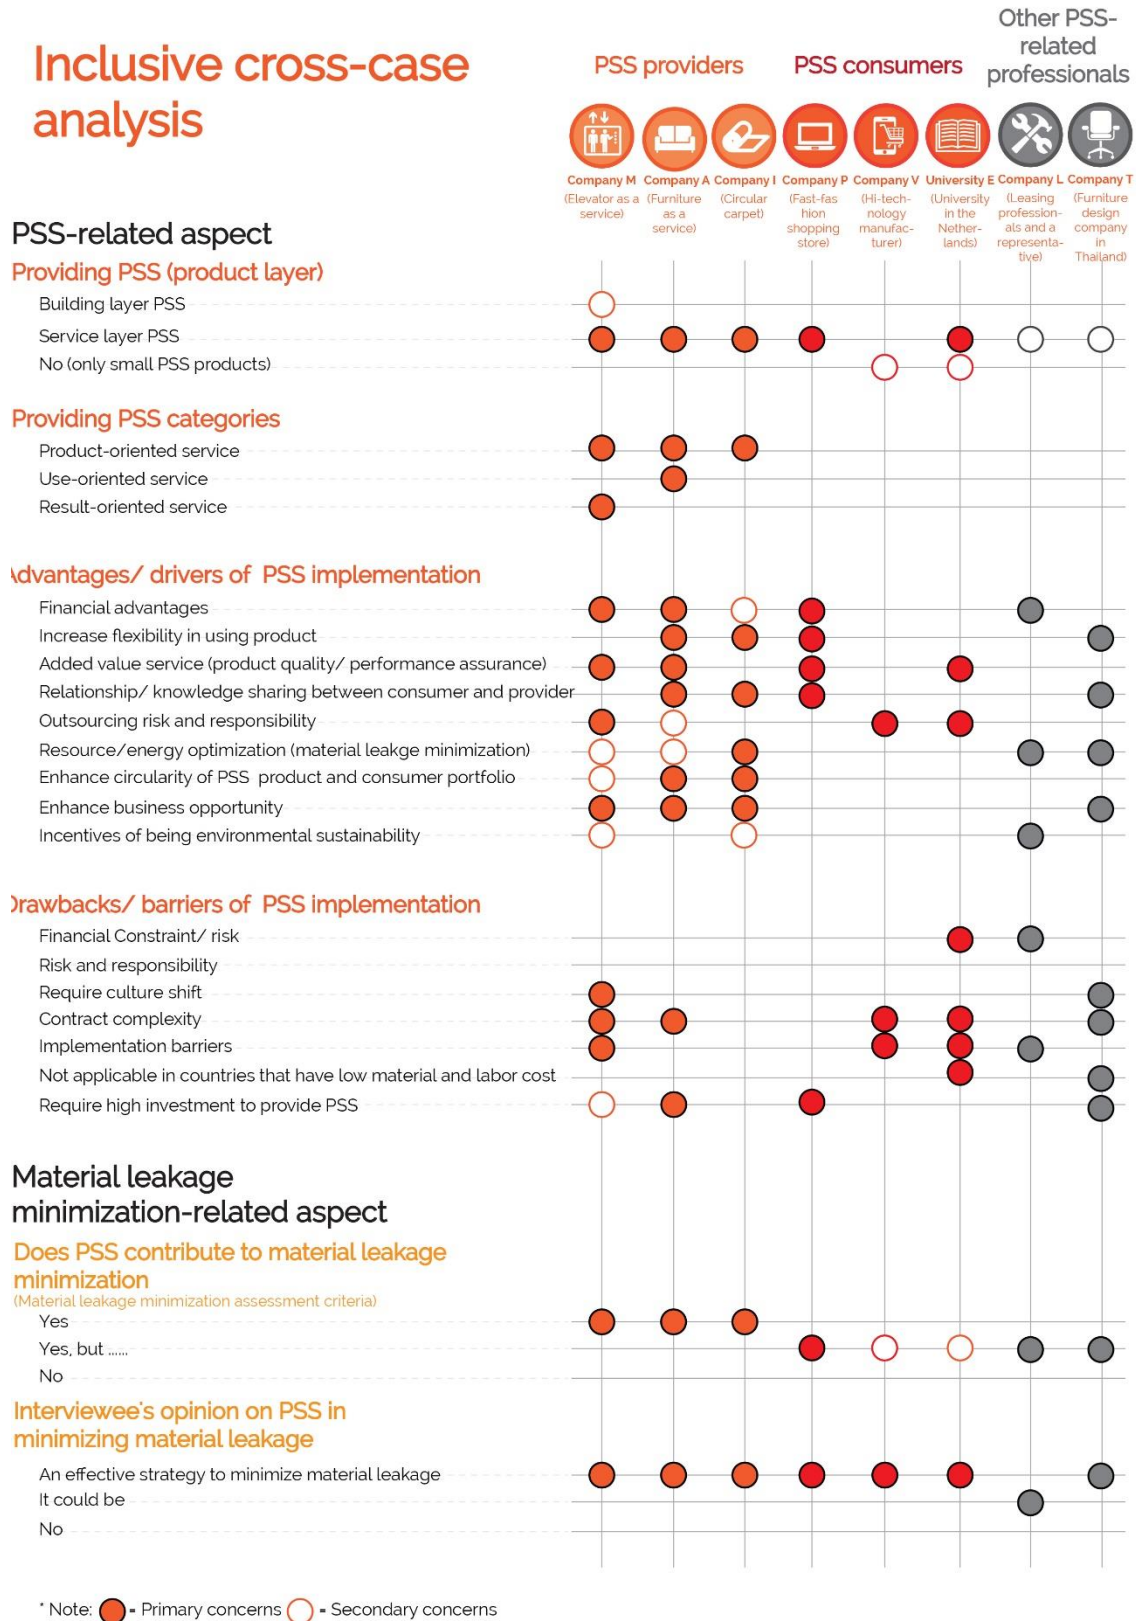 Inclusive cross-case
analysis
PSS providers
PSS consumers
Other PSS-
related
professionals
Company M
(Elevator as a
service)
Company A
(Furniture
as a
service)
Company I
(Circular
carpet)
Company P
(Fast-fas
hion
shopping
store)
Company V
(Hi-tech-
nology
manufac-
turer)
University E
(University
in the
Nether-
lands)
Company L
(Leasing
profession-
als and a
representa-
tive)
Company T
(Furniture
design
company
in
Thailand)
PSS-related aspect
Providing PSS (product layer)
Building layer PSS
Service layer PSS
No (only small PSS products)
Providing PSS categories
Product-oriented service
Use-oriented service
Result-oriented service
Advantages/ drivers of PSS implementation
Financial advantages
Increase flexibility in using product
Added value service (product quality/ performance assurance)
Relationship/ knowledge sharing between consumer and provider
Outsourcing risk and responsibility
Resource/energy optimization (material leakge minimization)
Enhance circularity of PSS product and consumer portfolio
Enhance business opportunity
Incentives of being environmental sustainability
Drawbacks/ barriers of PSS implementation
Financial Constraint/ risk
Risk and responsibility
Require culture shift
Contract complexity
Implementation barriers
Not applicable in countries that have low material and labor cost
Require high investment to provide PSS
Material leakage
minimization-related aspect
Does PSS contribute to material leakage
minimization
(Material leakage minimization assessment criteria)
Yes
Yes, but ......
No
Interviewee's opinion on PSS in
minimizing material leakage
An effective strategy to minimize material leakage
It could be
No
* Note: - Primary concerns - Secondary concerns